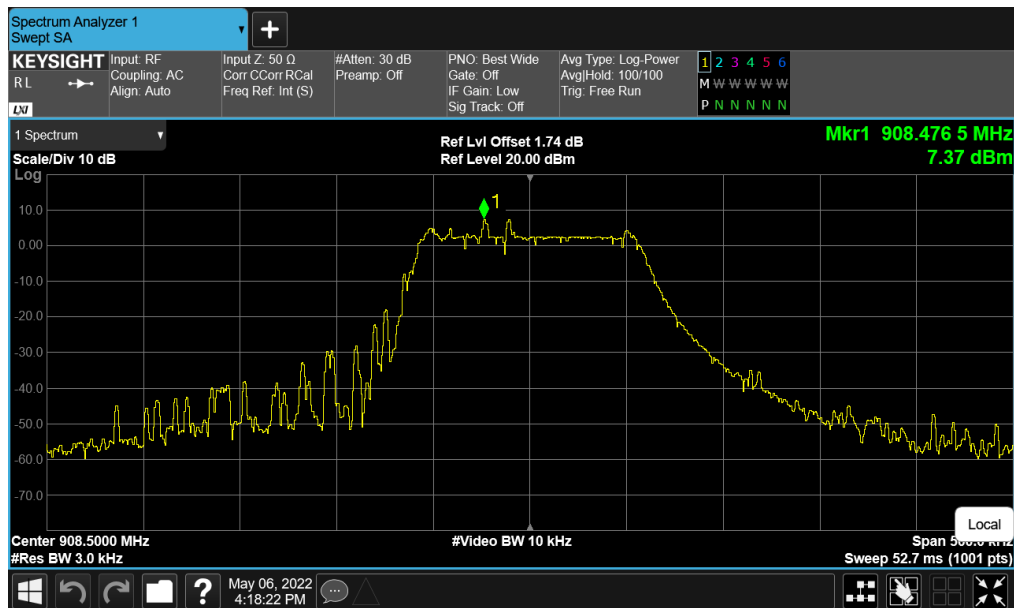 Spectrum Analyzer 1
Swept SA
+
KEYSIGHT Input: RF Input Z: 50 Ω #Atten: 30 dB PNO: Best Wide Avg Type: Log-Power 1 2 3 4 5 6
RL Coupling: AC Corr CCorr RCal Preamp: Off Gate: Off Avg|Hold: 100/100 M W W W W W
Align: Auto Freq Ref: Int (S) IF Gain: Low Trig: Free Run
LXI Sig Track: Off P N N N N N
1 Spectrum Ref Lvl Offset 1.74 dB Mkr1 908.476 5 MHz
Scale/Div 10 dB Ref Level 20.00 dBm 7.37 dBm
Log
1
10.0
0.00
-10.0
-20.0
-30.0
-40.0
-50.0
-60.0
-70.0
Local
Center 908.5000 MHz #Video BW 10 kHz Span
#Res BW 3.0 kHz Sweep 52.7 ms (1001 pts)
? May 06, 2022
4:18:22 PM